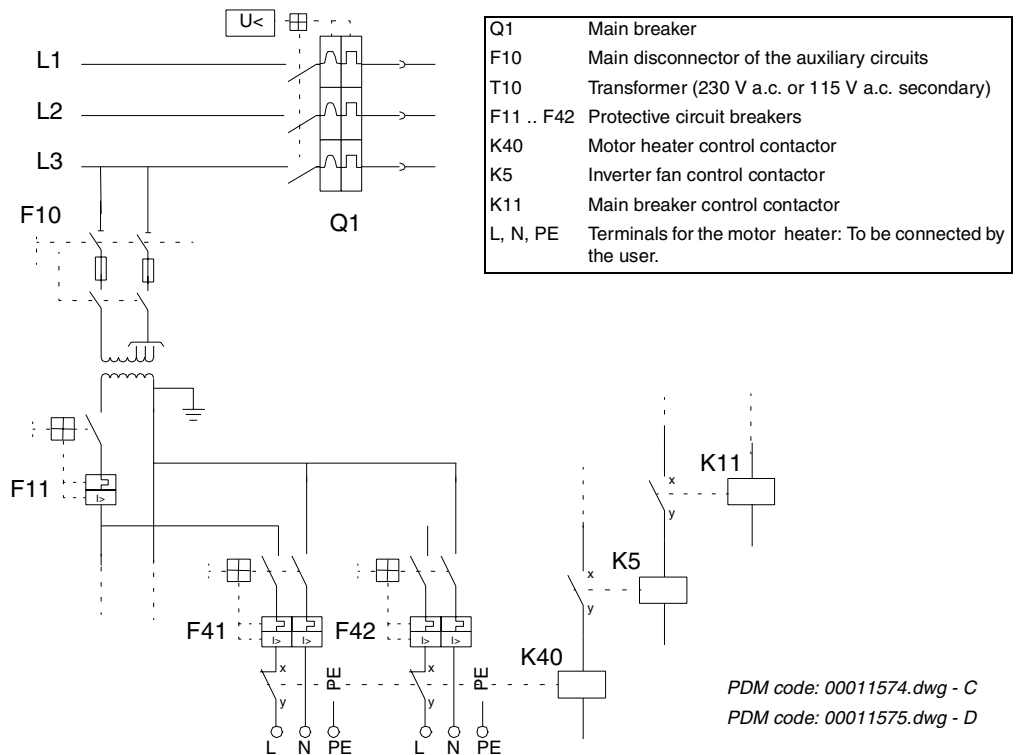 U<
L1
L2
L3
Q1
F10
Q1 Main breaker
F10 Main disconnector of the auxiliary circuits
T10 Transformer (230 V a.c. or 115 V a.c. secondary)
F11 .. F42 Protective circuit breakers
K40 Motor heater control contactor
K5 Inverter fan control contactor
K11 Main breaker control contactor
L, N, PE Terminals for the motor heater: To be connected by
the user.
F11
I>
K11
x
y
K5
x
y
F41
I> I>
F42
I> I>
K40
x
y
PE
x
y
PE
L N PE
L N PE
PDM code: 00011574.dwg - C
PDM code: 00011575.dwg - D